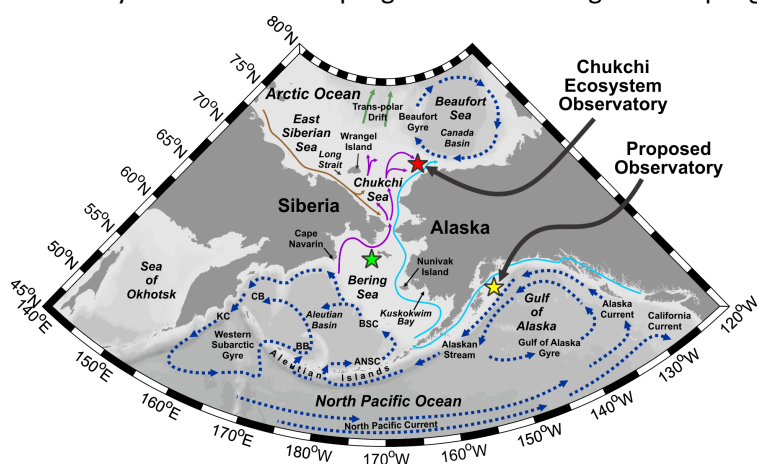 80°N
75°N
70°N
65°N
60°N
55°N
50°N
45°N
140°E
150°E
160°E
170°E
180°W
170°W
160°W
150°W
140°W
130°W
120°W
Chukchi
Ecosystem
Observatory
Proposed
Observatory
Arctic Ocean
Trans-polar
Drift
Beaufort
Gyre
Beaufort
Sea
Canada
Basin
East
Siberian
Sea
Wrangel
Island
Long
Strait
Chukchi
Sea
Siberia
Alaska
Cape
Navarin
Nunivak
Island
Bering
Sea
Kuskokwim
Bay
Sea
of
Okhotsk
KC
CB
Aleutian
Basin
BSC
Western
Subarctic
Gyre
BB
ANSC
Aleutian Islands
Alaskan
Stream
Gulf
of
Alaska
Gulf of Alaska
Gyre
Alaska
Current
California
Current
North Pacific Ocean
North Pacific Current